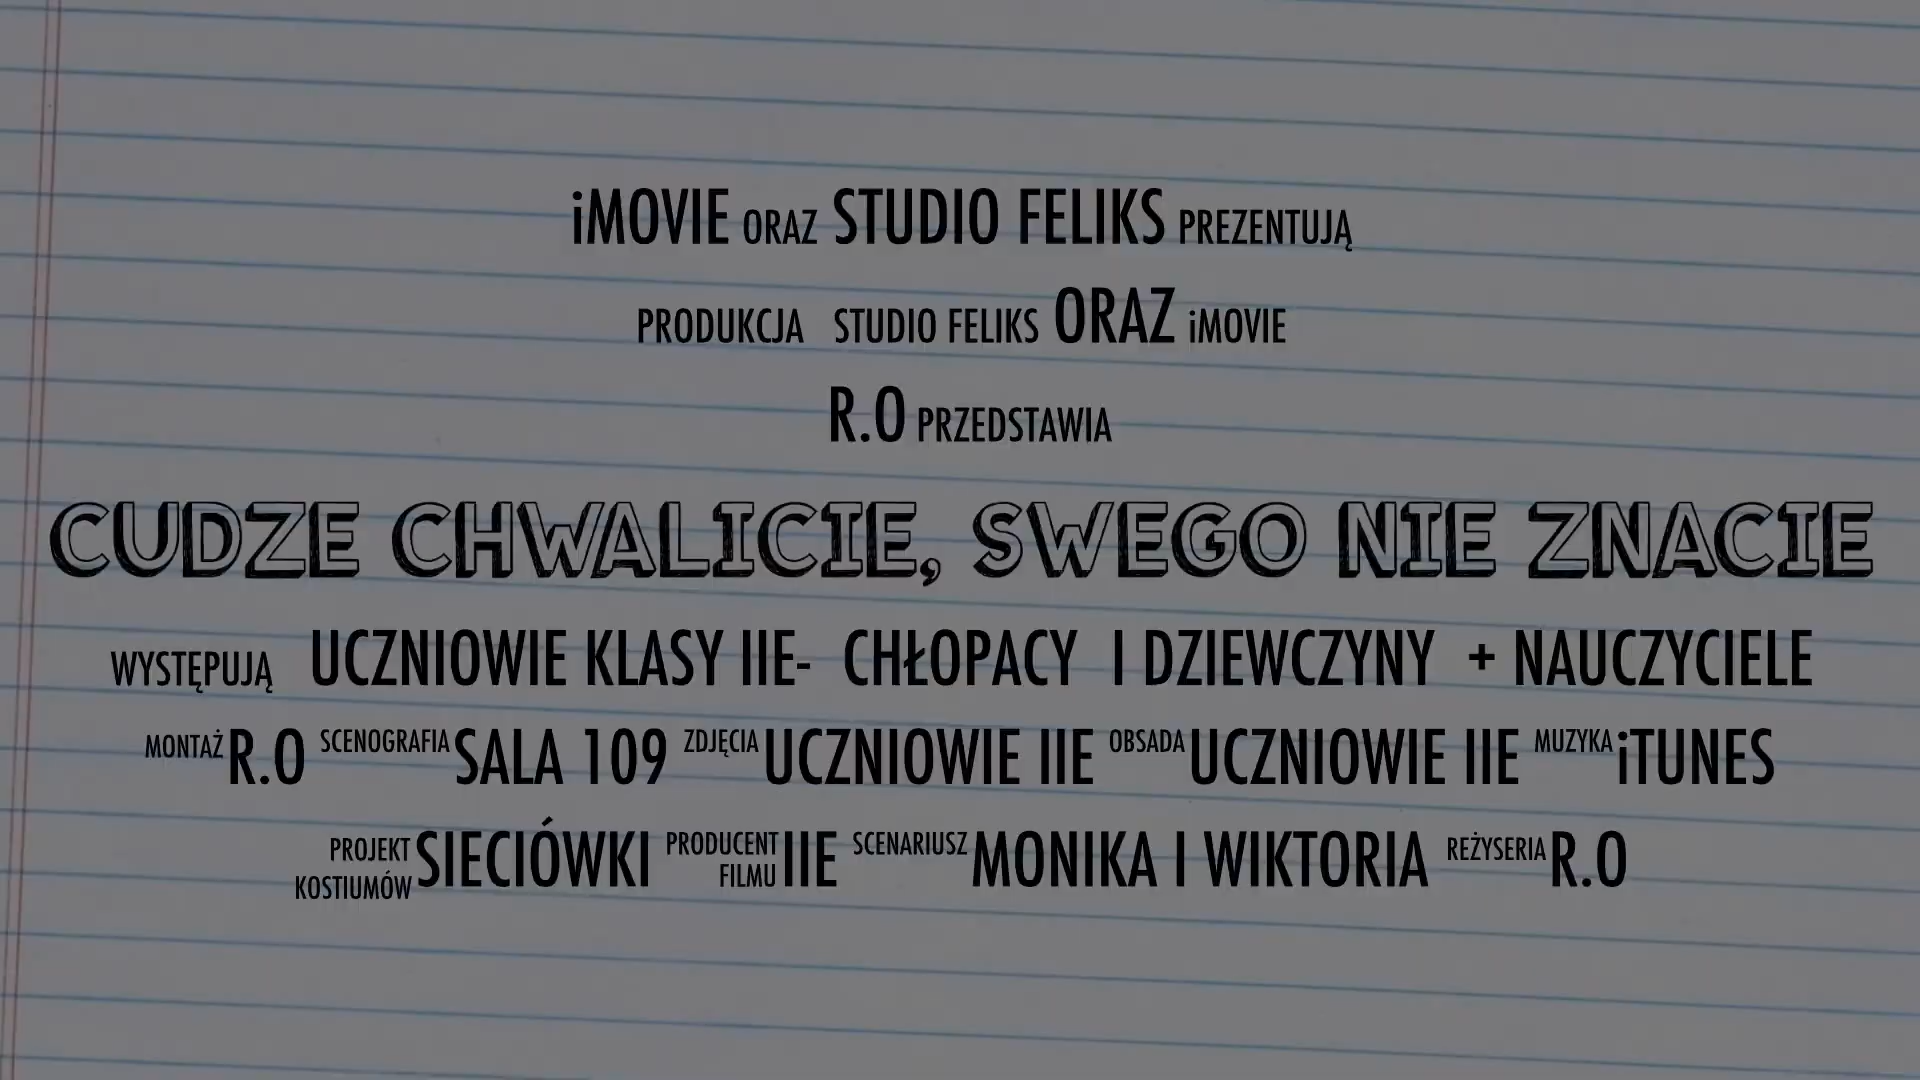 iMOVIE ORAZ STUDIO FELIKS PREZENTUJĄ
PRODUKCJA STUDIO FELIKS ORAZ iMOVIE
R.O PRZEDSTAWIA
CUDZE CHWALICIE, SWEGO NIE ZNACIE
WYSTĘPUJĄ UCZNIOWIE KLASY IIE- CHŁOPACY I DZIEWCZYNY + NAUCZYCIELE
MONTAŻ R.O SCENOGRAFIA SALA 109 ZDJĘCIA UCZNIOWIE IIE OBSADA UCZNIOWIE IIE MUZYKA iTUNES
PROJEKT KOSTIUMÓW SIECIÓWKI PRODUCENT FILMU IIE SCENARIUSZ MONIKA I WIKTORIA REŻYSERIA R.O